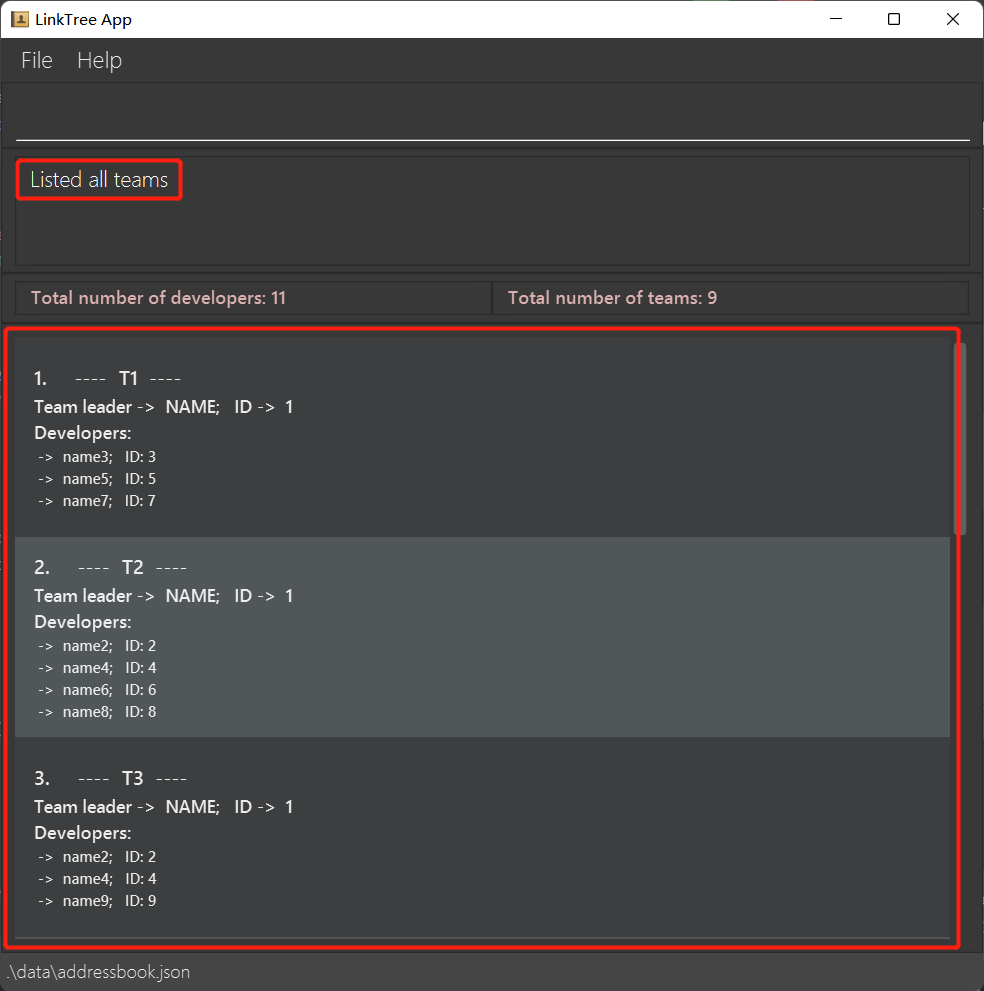 LinkTree App
File Help
Listed all teams
Total number of developers: 11 Total number of teams: 9
1. ---- T1 ----
Team leader -> NAME; ID -> 1
Developers:
-> name3; ID: 3
-> name5; ID: 5
-> name7; ID: 7
2. ---- T2 ----
Team leader -> NAME; ID -> 1
Developers:
-> name2; ID: 2
-> name4; ID: 4
-> name6; ID: 6
-> name8; ID: 8
3. ---- T3 ----
Team leader -> NAME; ID -> 1
Developers:
-> name2; ID: 2
-> name4; ID: 4
-> name9; ID: 9
.\data\addressbook.json